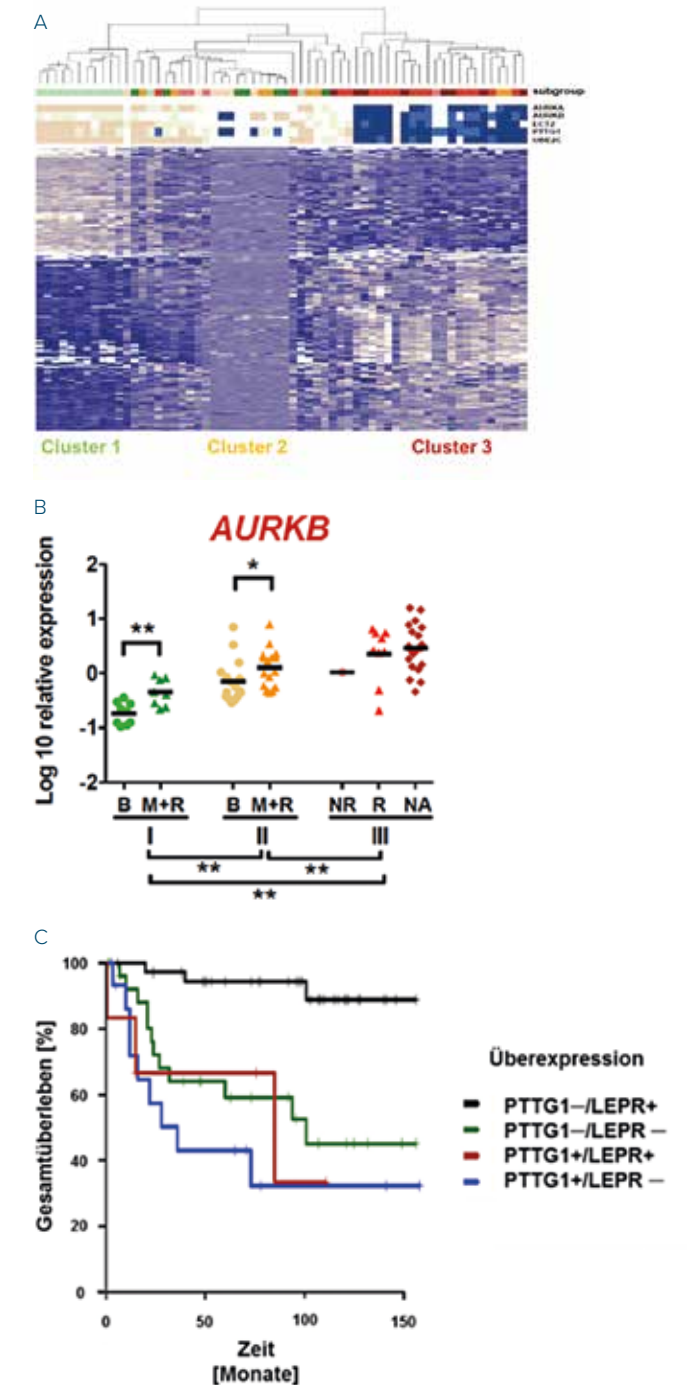 A
subgroup
AURKA
AURKB
ECT2
PTTG1
UBE2C
Cluster 1 Cluster 2 Cluster 3
B
AURKB
Log 10 relative expression
2
1
0
-1
-2
** *
B M+R B M+R NR R NA
I II III
** **
**
C
Gesamtüberleben [%]
100
80
60
40
20
0
0 50 100 150
Zeit
[Monate]
Überexpression
PTTG1–/LEPR+
PTTG1–/LEPR –
PTTG1+/LEPR+
PTTG1+/LEPR –